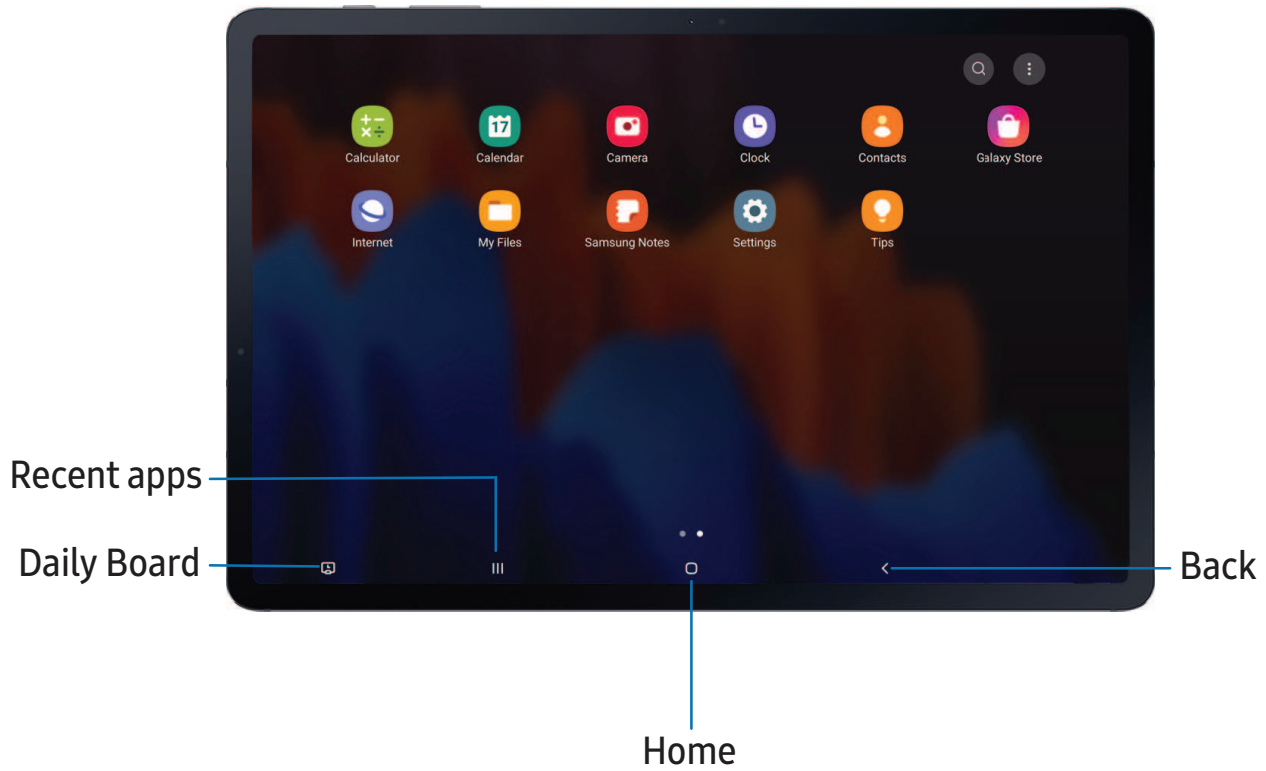 Calculator Calendar Camera Clock Contacts Galaxy Store
Internet My Files Samsung Notes Settings Tips
Recent apps
Daily Board
Back
Home